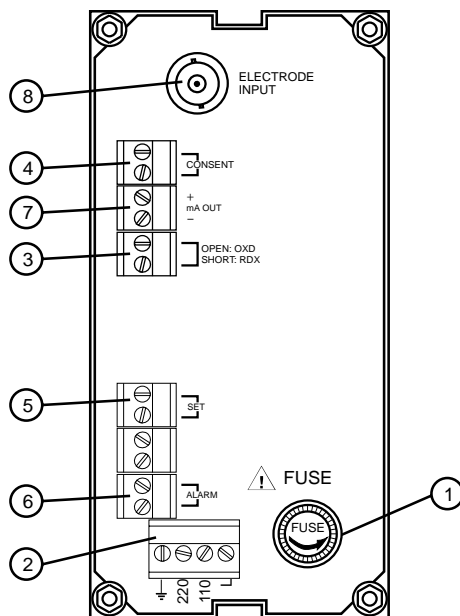 8
ELECTRODE
INPUT
4
CONSENT
7
+
mA OUT
−
3
OPEN: OXD
SHORT: RDX
5
SET
6
ALARM
! FUSE
1
FUSE
2
220
110
L